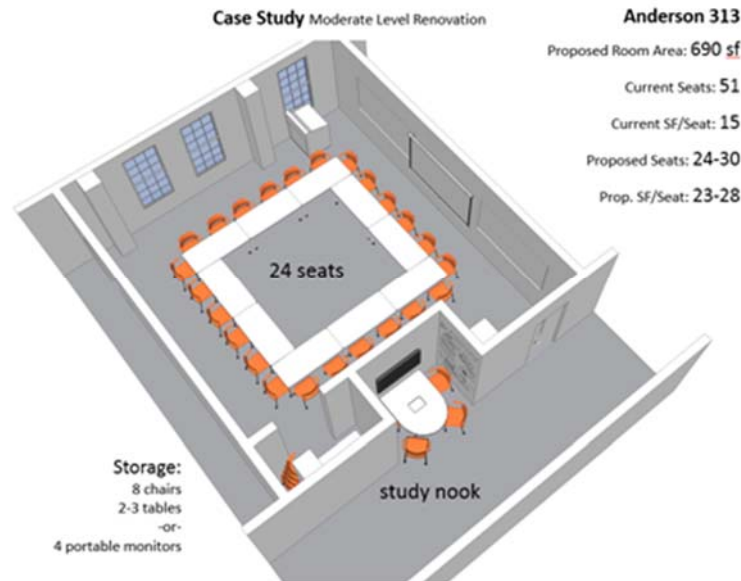 Case Study Moderate Level Renovation
Anderson 313
Proposed Room Area: 690 sf
Current Seats: 51
Current SF/Seat: 15
Proposed Seats: 24-30
Prop. SF/Seat: 23-28
24 seats
study nook
Storage:
8 chairs
2-3 tables
-or-
4 portable monitors